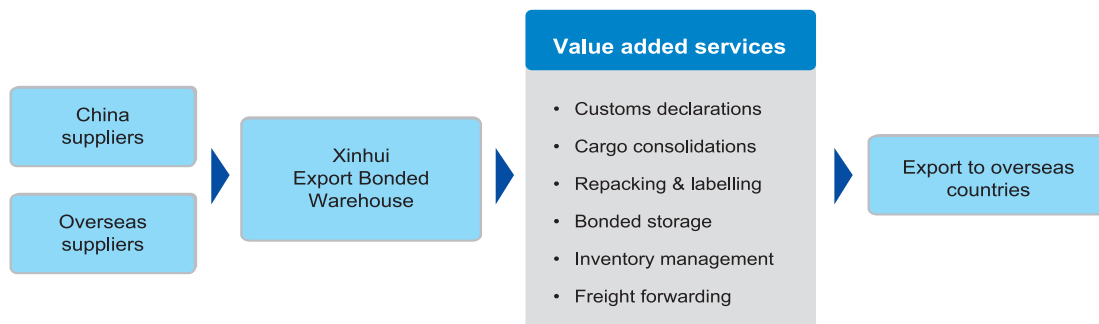 China
suppliers
Overseas
suppliers
Xinhui
Export Bonded
Warehouse
Value added services
• Customs declarations
• Cargo consolidations
• Repacking & labelling
• Bonded storage
• Inventory management
• Freight forwarding
Export to overseas
countries